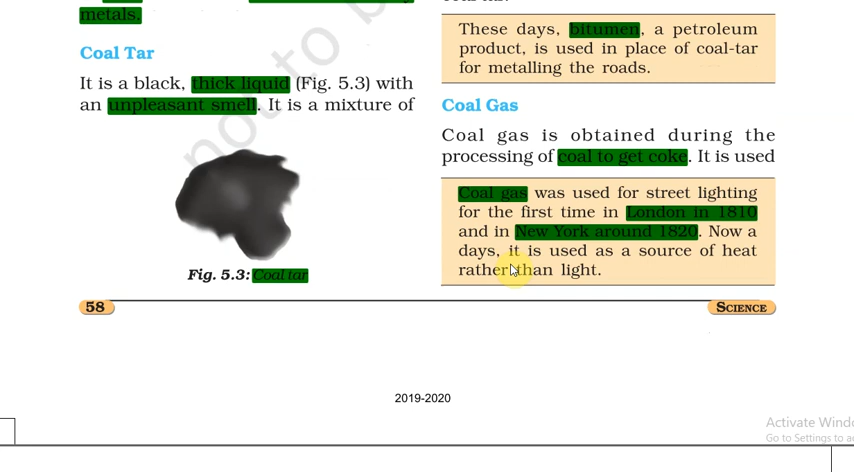 metals.
Coal Tar
It is a black, thick liquid (Fig. 5.3) with
an unpleasant smell. It is a mixture of
not to b
Fig. 5.3: Coal tar
58
These days, bitumen, a petroleum
product, is used in place of coal-tar
for metalling the roads.
Coal Gas
Coal gas is obtained during the
processing of coal to get coke. It is used
Coal gas was used for street lighting
for the first time in London in 1810
and in New York around 1820. Now a
days, it is used as a source of heat
rather than light.
SCIENCE
2019-2020
Activate Windo
Go to Settings to a